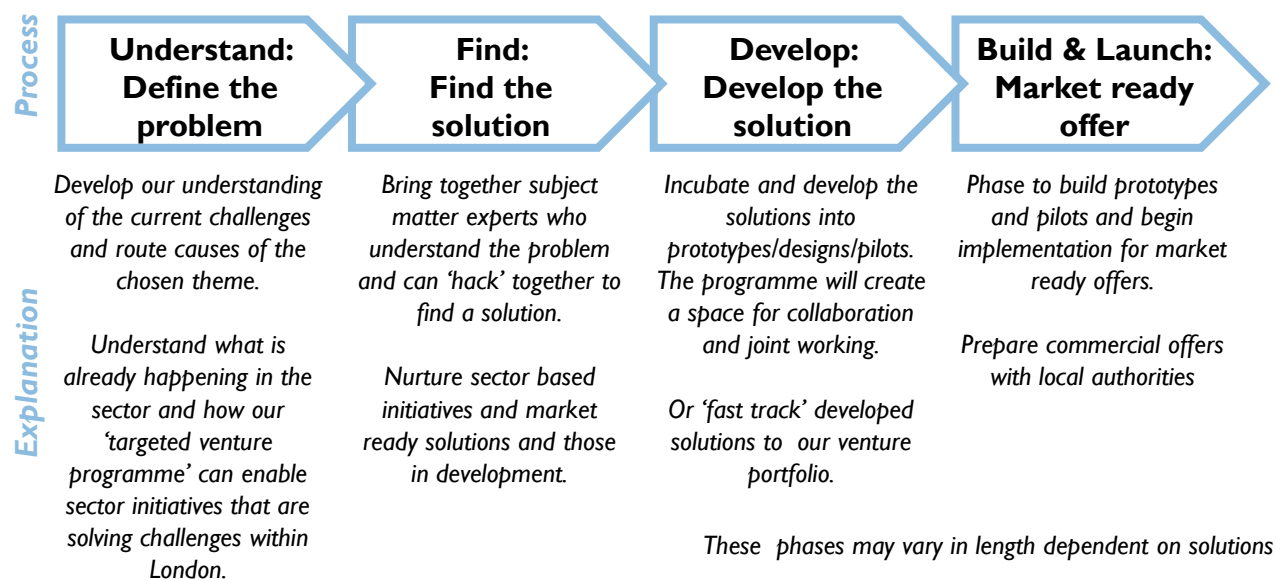 Process
Understand:
Define the
problem
Find:
Find the
solution
Develop:
Develop the
solution
Build & Launch:
Market ready
offer
Explanation
Develop our understanding
of the current challenges
and route causes of the
chosen theme.
Understand what is
already happening in the
sector and how our
‘targeted venture
programme’ can enable
sector initiatives that are
solving challenges within
London.
Bring together subject
matter experts who
understand the problem
and can ‘hack’ together to
find a solution.
Nurture sector based
initiatives and market
ready solutions and those
in development.
Incubate and develop the
solutions into
prototypes/designs/pilots.
The programme will create
a space for collaboration
and joint working.
Or ‘fast track’ developed
solutions to our venture
portfolio.
Phase to build prototypes
and pilots and begin
implementation for market
ready offers.
Prepare commercial offers
with local authorities
These phases may vary in length dependent on solutions